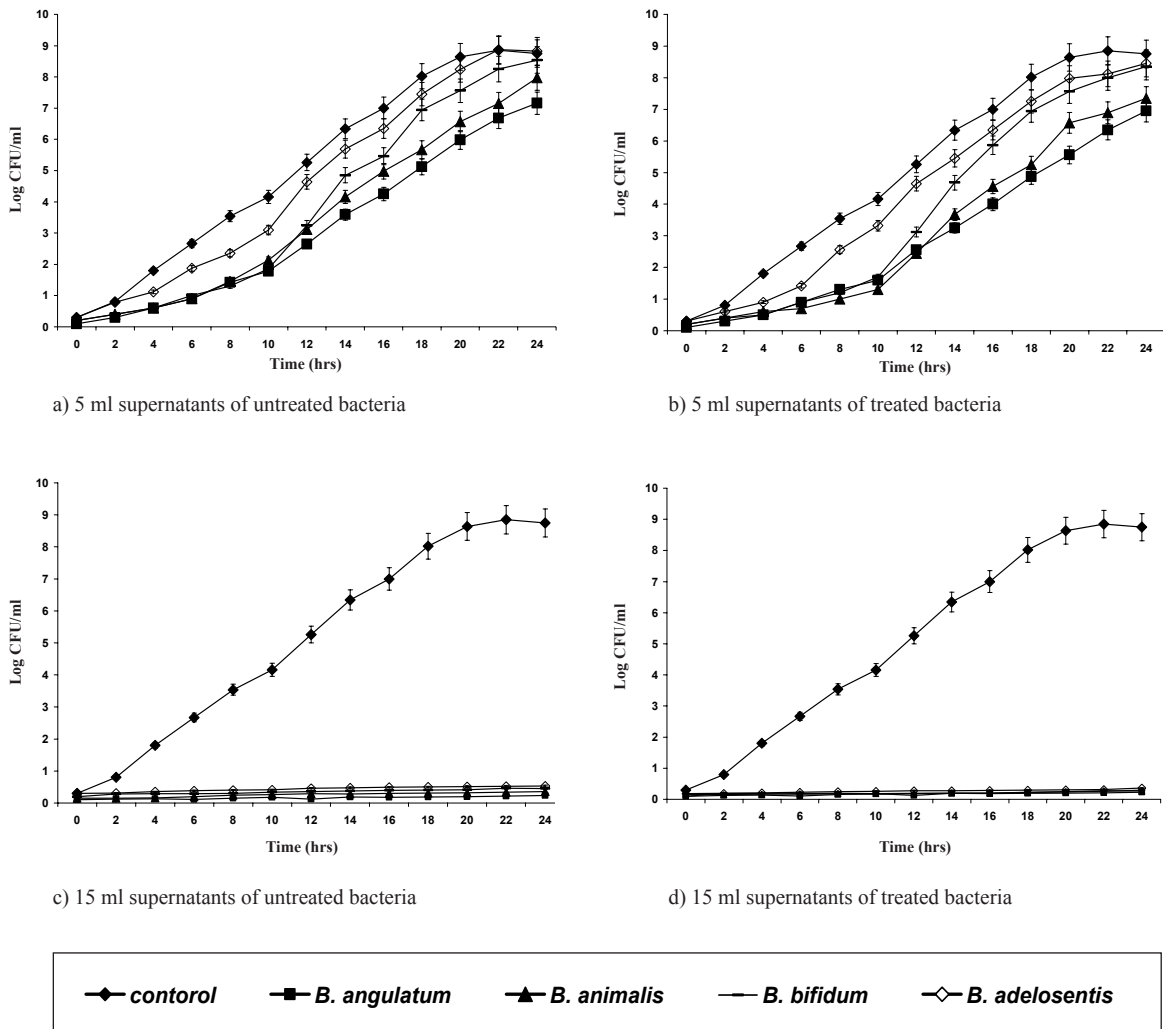 10
9
8
7
6
5
4
3
2
1
0
Log CFU/ml
0 2 4 6 8 10 12 14 16 18 20 22 24
Time (hrs)
a) 5 ml supernatants of untreated bacteria
10
9
8
7
6
5
4
3
2
1
0
Log CFU/ml
0 2 4 6 8 10 12 14 16 18 20 22 24
Time (hrs)
b) 5 ml supernatants of treated bacteria
10
9
8
7
6
5
4
3
2
1
0
Log CFU/ml
0 2 4 6 8 10 12 14 16 18 20 22 24
Time (hrs)
c) 15 ml supernatants of untreated bacteria
10
9
8
7
6
5
4
3
2
1
0
Log CFU/ml
0 2 4 6 8 10 12 14 16 18 20 22 24
Time (hrs)
d) 15 ml supernatants of treated bacteria
contorol B. angulatum B. animalis B. bifidum B. adelosentis